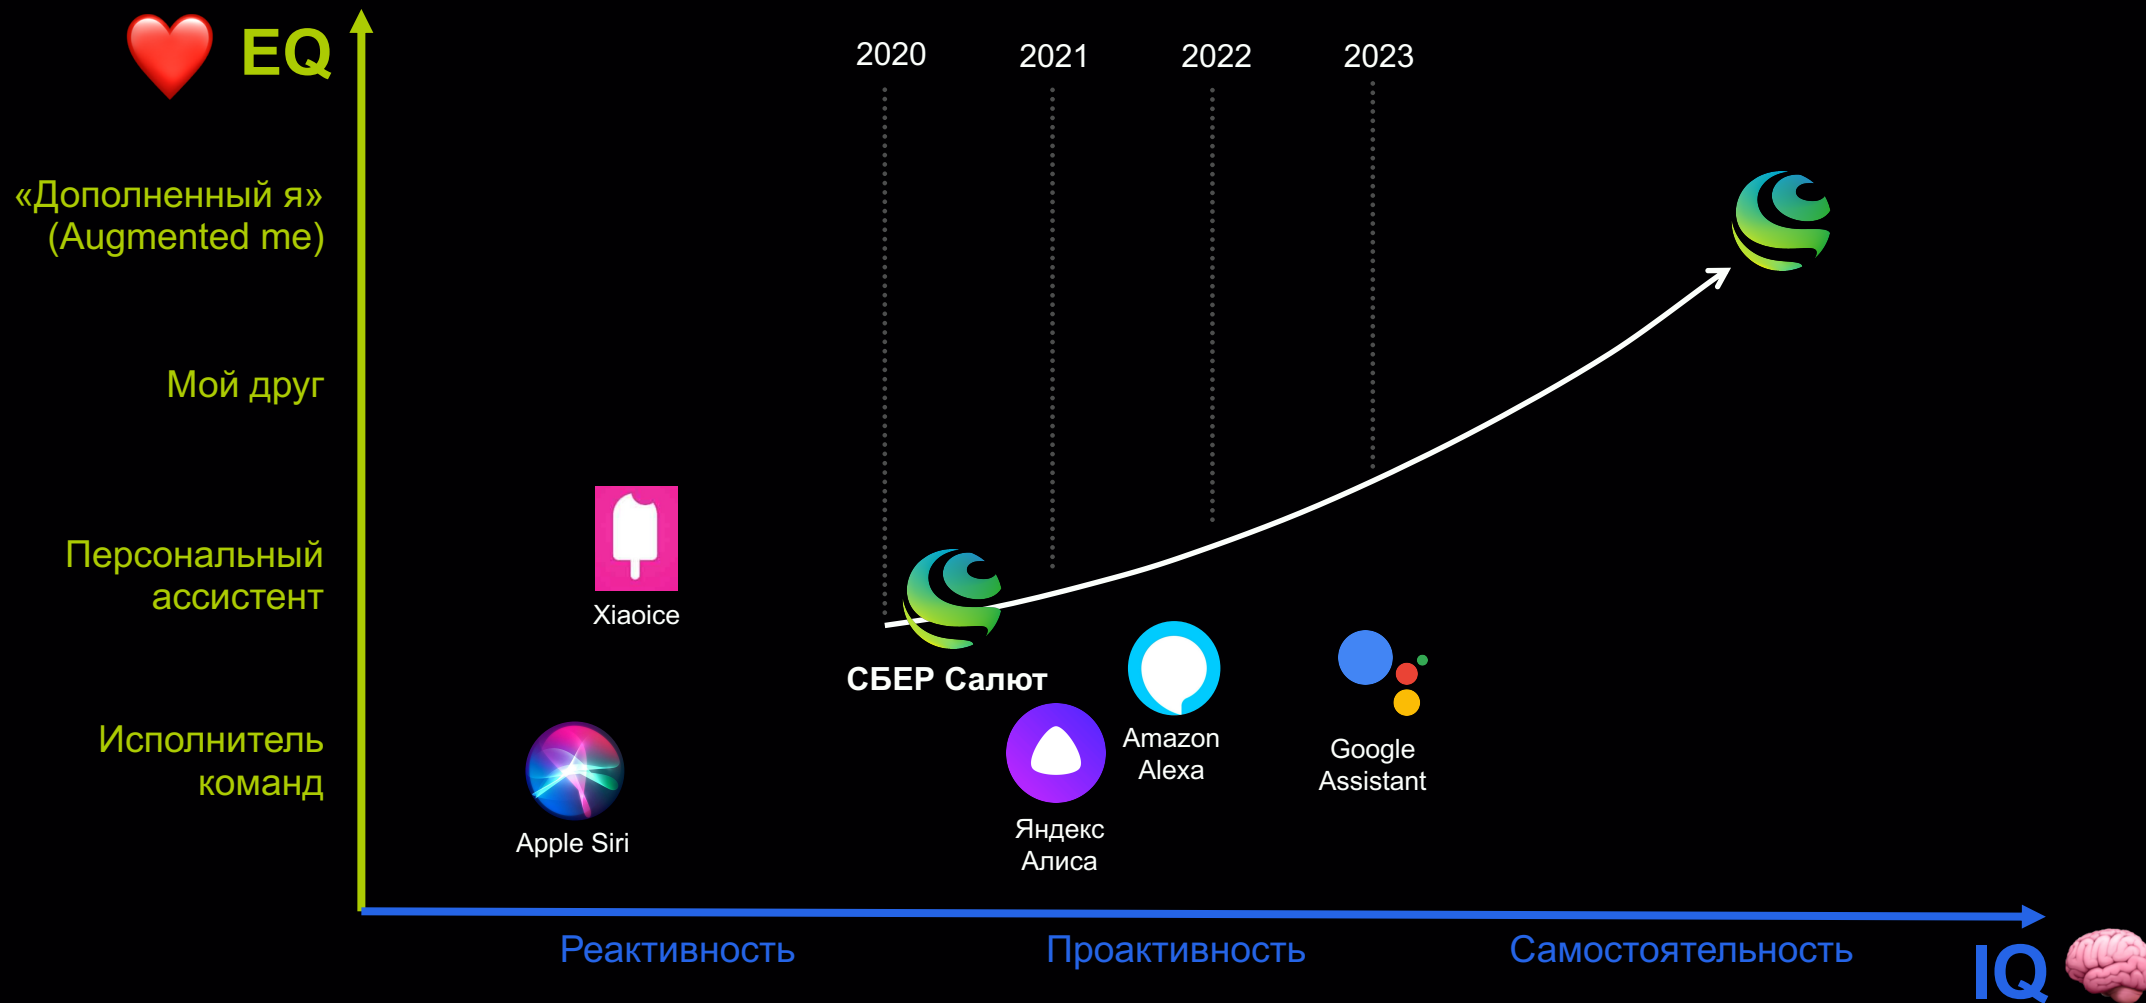 EQ
2020
2021
2022
2023
«Дополненный я»
(Augmented me)
Мой друг
Персональный
ассистент
Исполнитель
команд
Xiaoice
СБЕР Салют
Apple Siri
Яндекс
Алиса
Amazon
Alexa
Google
Assistant
Реактивность
Проактивность
Самостоятельность
IQ